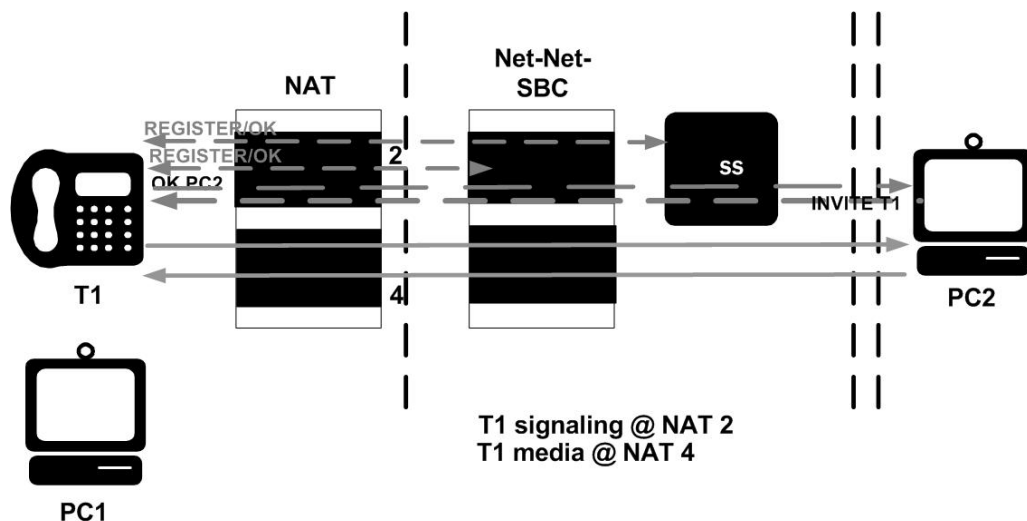 Net-Net-
SBC
NAT
REGISTER/OK
2
REGISTER/OK
SS
OK PC2
INVITE T1
T1
4
PC2
T1 signaling @ NAT 2
T1 media @ NAT 4
PC1